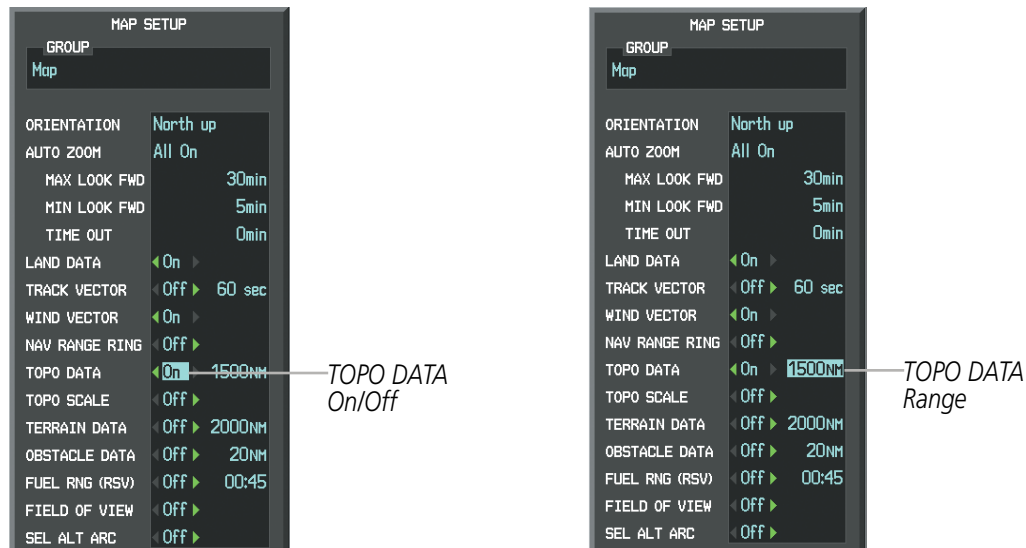 MAP SETUP
GROUP
Map
ORIENTATION North up
AUTO ZOOM All On
MAX LOOK FWD 30min
MIN LOOK FWD 5min
TIME OUT 0min
LAND DATA On
TRACK VECTOR Off 60 sec
WIND VECTOR On
NAV RANGE RING Off
TOPO DATA On 1500NM
TOPO SCALE Off
TERRAIN DATA Off 2000NM
OBSTACLE DATA Off 20NM
FUEL RNG (RSV) Off 00:45
FIELD OF VIEW Off
SEL ALT ARC Off
TOPO DATA
On/Off
MAP SETUP
GROUP
Map
ORIENTATION North up
AUTO ZOOM All On
MAX LOOK FWD 30min
MIN LOOK FWD 5min
TIME OUT 0min
LAND DATA On
TRACK VECTOR Off 60 sec
WIND VECTOR On
NAV RANGE RING Off
TOPO DATA On 1500NM
TOPO SCALE Off
TERRAIN DATA Off 2000NM
OBSTACLE DATA Off 20NM
FUEL RNG (RSV) Off 00:45
FIELD OF VIEW Off
SEL ALT ARC Off
TOPO DATA
Range